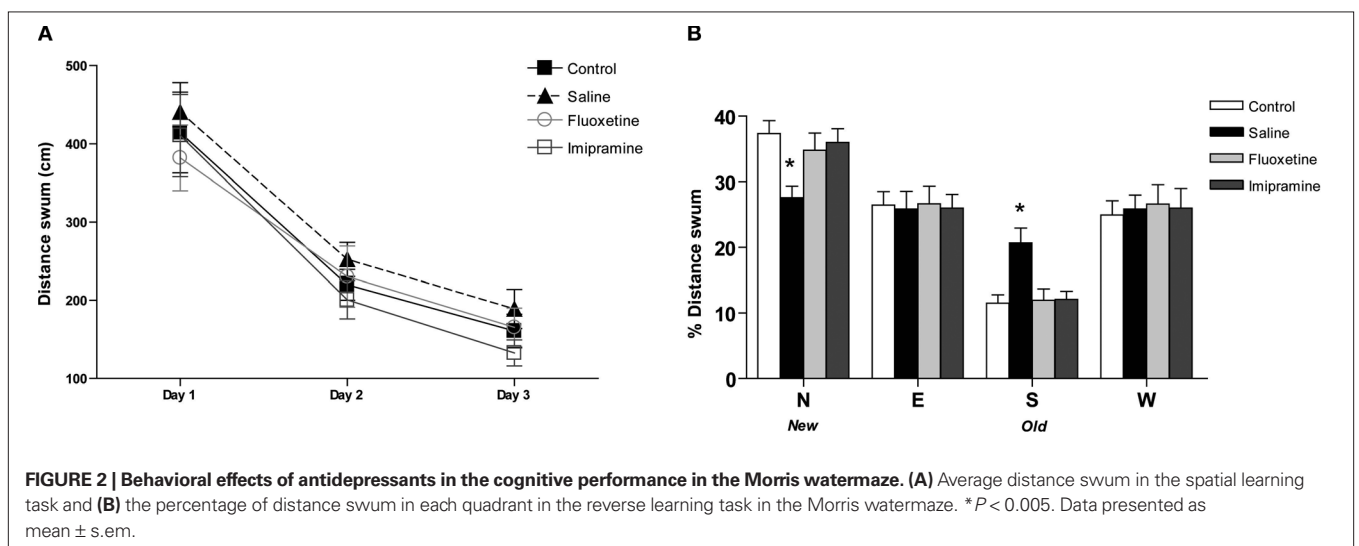 A
500
400
300
200
100
Distance swum (cm)
Day 1
Day 2
Day 3
Control
Saline
Fluoxetine
Imipramine
B
40
30
20
10
0
% Distance swum
*
*
N
E
S
W
New
Old
Control
Saline
Fluoxetine
Imipramine
FIGURE 2 | Behavioral effects of antidepressants in the cognitive performance in the Morris watermaze. (A) Average distance swum in the spatial learning
task and (B) the percentage of distance swum in each quadrant in the reverse learning task in the Morris watermaze. *P < 0.005. Data presented as
mean ± s.em.